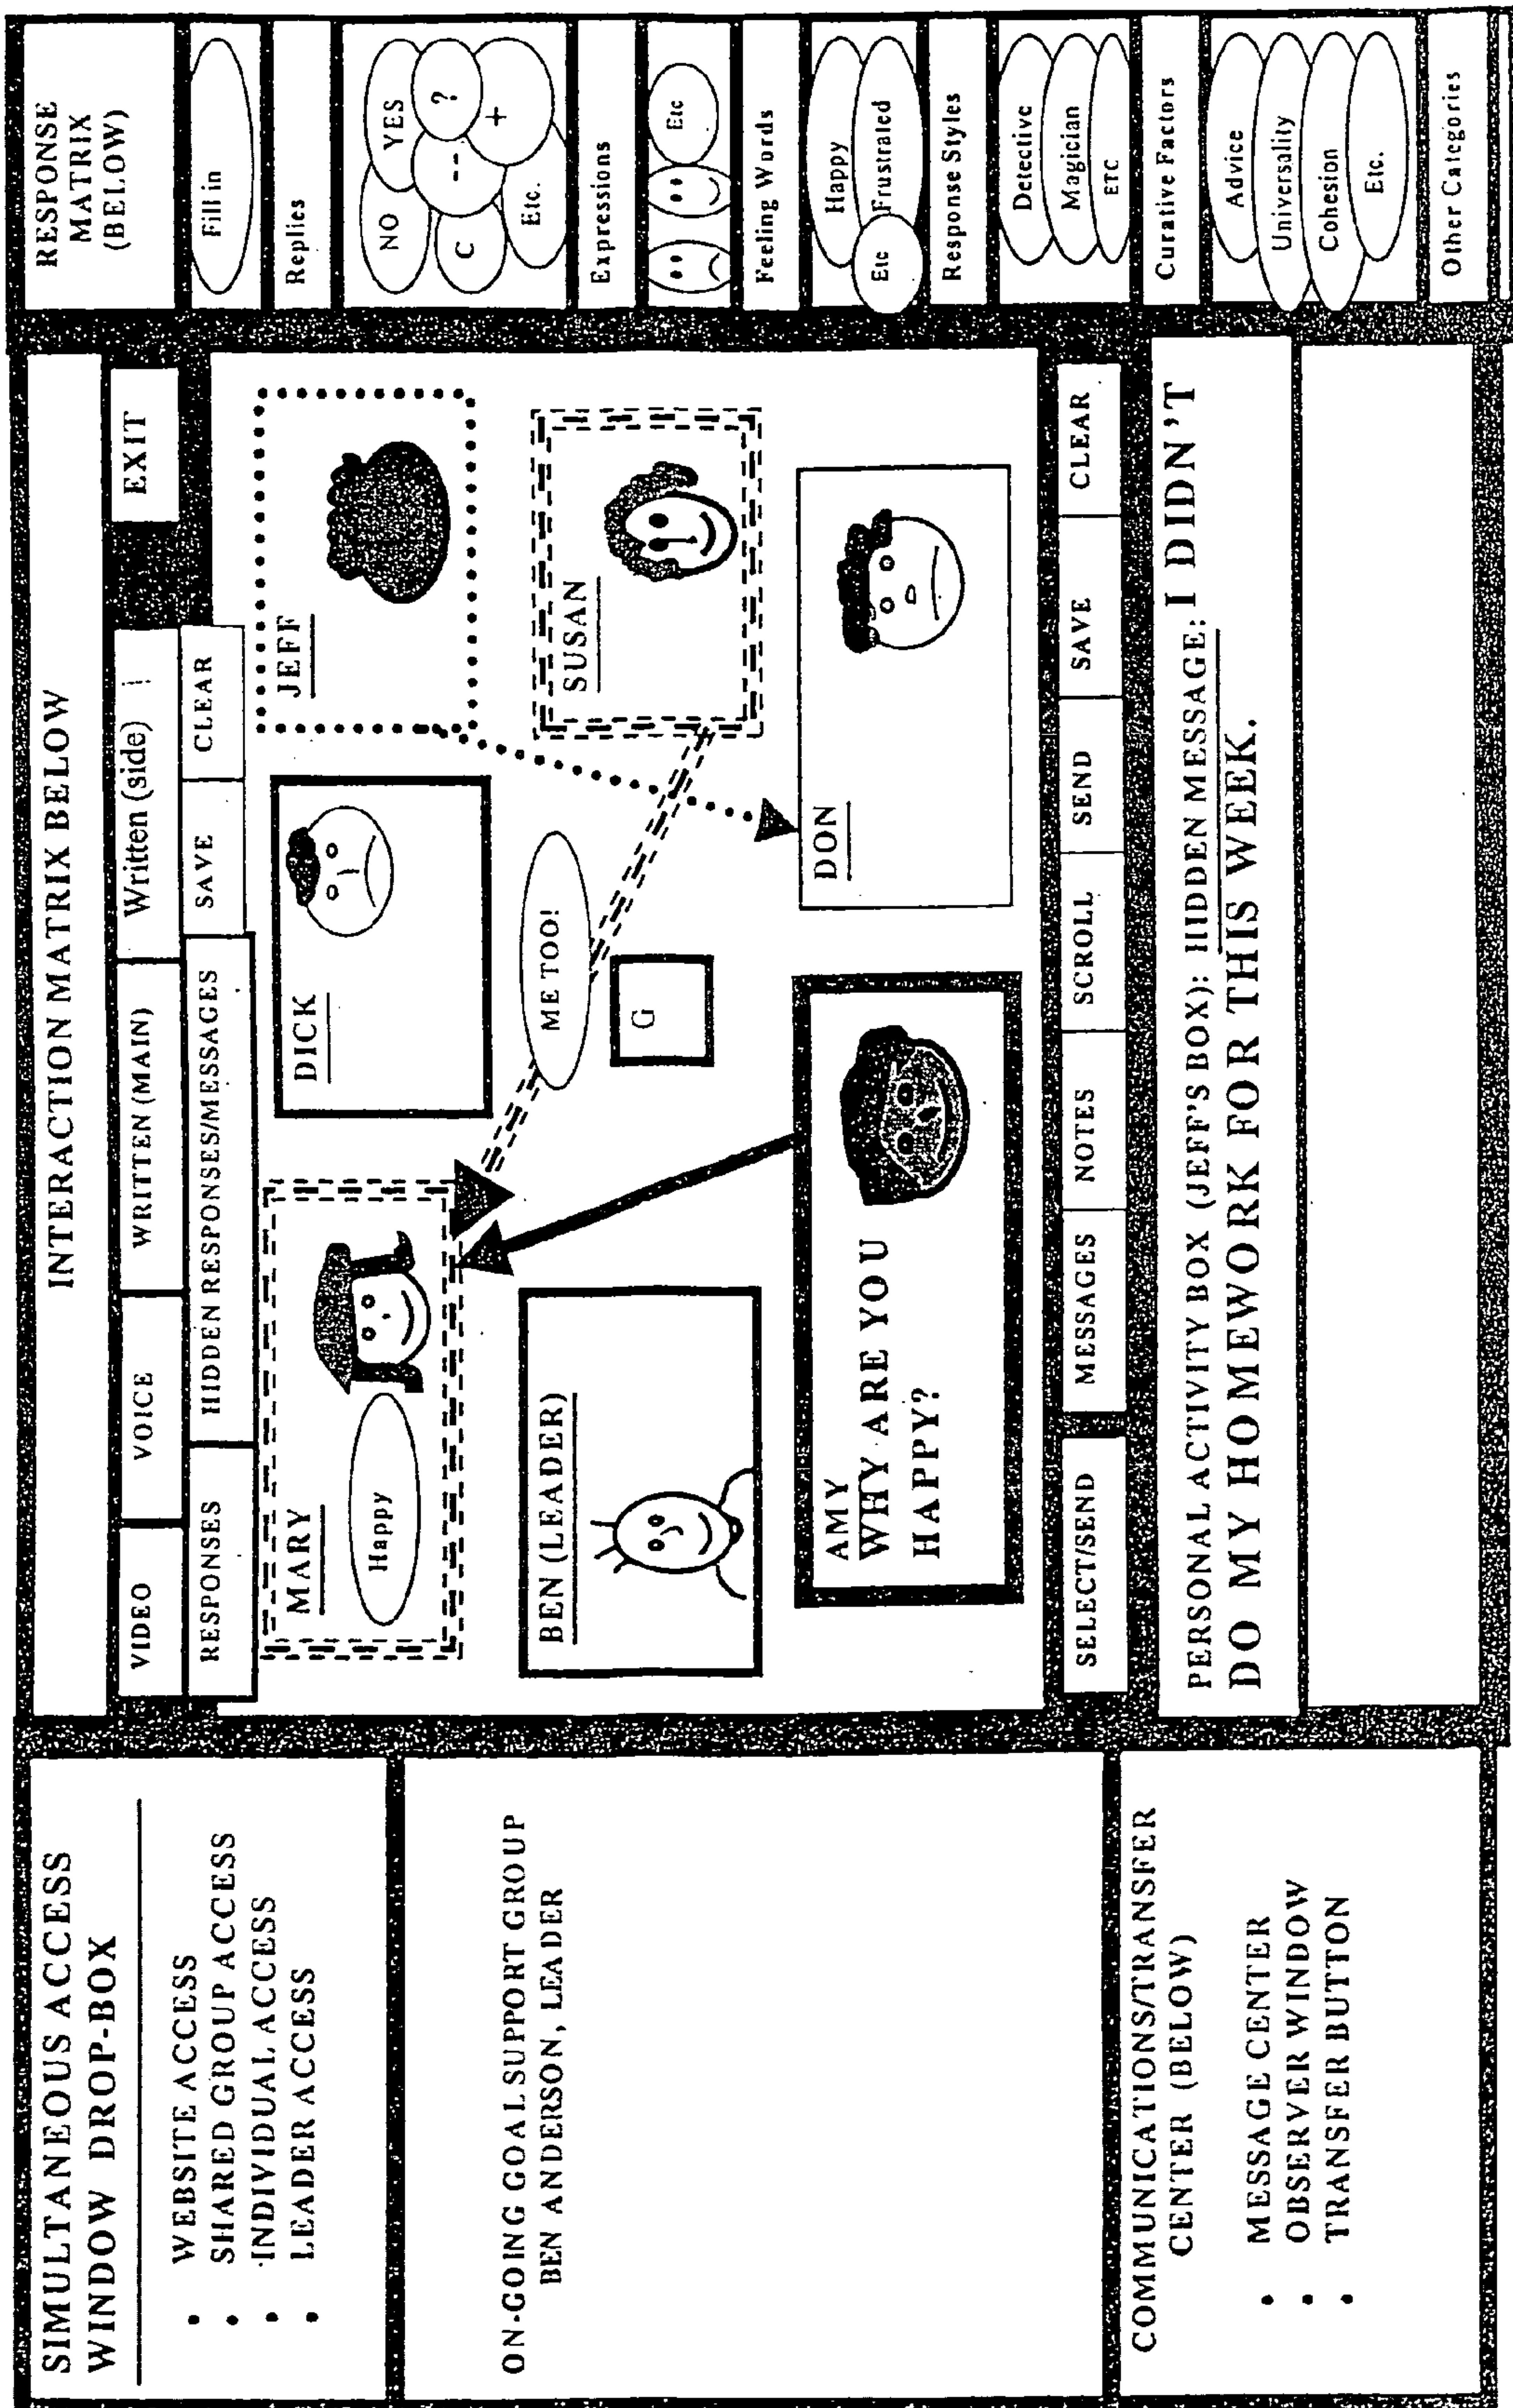 SIMULTANEOUS ACCESS
WINDOW DROP-BOX
• WEBSITE ACCESS
• SHARED GROUP ACCESS
• INDIVIDUAL ACCESS
• LEADER ACCESS
ON-GOING GOAL SUPPORT GROUP
BEN ANDERSON, LEADER
COMMUNICATIONS/TRANSFER
CENTER (BELOW)
• MESSAGE CENTER
• OBSERVER WINDOW
• TRANSFER BUTTON
INTERACTION MATRIX BELOW
VIDEO
VOICE
WRITTEN (MAIN)
Written (side)
EXIT
RESPONSES
HIDDEN RESPONSES/MESSAGES
SAVE
CLEAR
MARY
Happy
DICK
JEFF
BEN (LEADER)
ME TOO!
G
SUSAN
AMY
WHY ARE YOU
HAPPY?
DON
SELECT/SEND
MESSAGES
NOTES
SCROLL
SEND
SAVE
CLEAR
PERSONAL ACTIVITY BOX (JEFF'S BOX): HIDDEN MESSAGE: I DIDN'T
DO MY HOMEWORK FOR THIS WEEK.
RESPONSE
MATRIX
(BELOW)
Fill in
Replies
NO
YES
C
--
?
Etc.
+
Expressions
Etc
Feeling Words
Happy
Etc
Frustrated
Response Styles
Detective
Magician
ETC
Curative Factors
Advice
Universality
Cohesion
Etc.
Other Categories